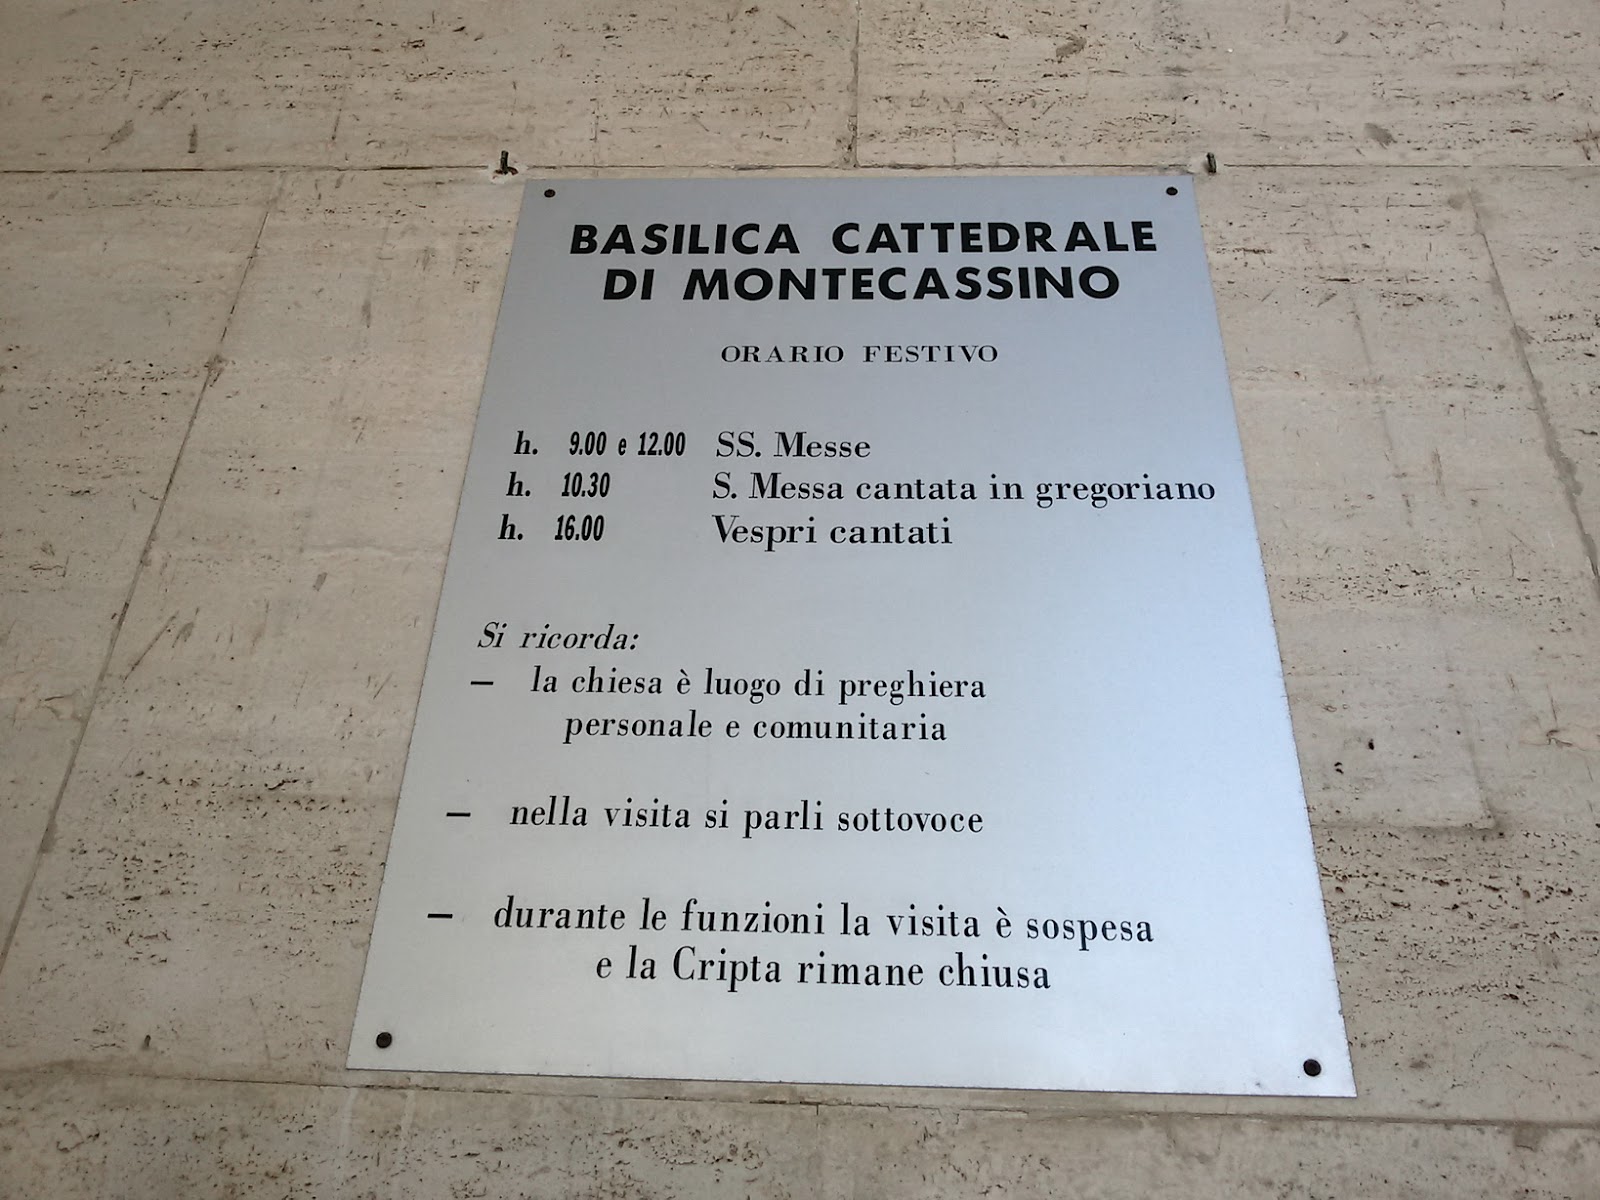 BASILICA CATTEDRALE
DI MONTECASSINO
ORARIO FESTIVO
h. 9.00 e 12.00 SS. Messe
h. 10.30 S. Messa cantata in gregoriano
h. 16.00 Vespri cantati
Si ricorda:
– la chiesa è luogo di preghiera
personale e comunitaria
– nella visita si parli sottovoce
– durante le funzioni la visita è sospesa
e la Cripta rimane chiusa